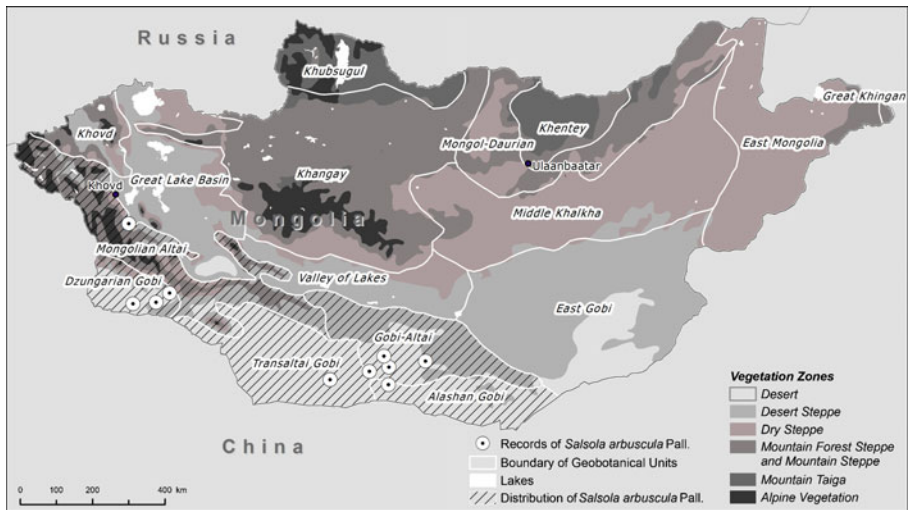 Russia
Khubsugul
Great Khingan
Khovd
Khentey
Mongol-Daurian
East Mongolia
Ulaanbaatar
Khovd
Great Lake Basin
Khangay
Mongolia
Middle Khalkha
Mongolian Altai
Valley of Lakes
Dzungarian Gobi
East Gobi
Gobi-Altai
Transaltai Gobi
Alashan Gobi
China
Vegetation Zones
Desert
Desert Steppe
Dry Steppe
Mountain Forest Steppe
and Mountain Steppe
Mountain Taiga
Alpine Vegetation
Records of Salsola arbuscula Pall.
Boundary of Geobotanical Units
Lakes
Distribution of Salsola arbuscula Pall.
0 100 200 400 km